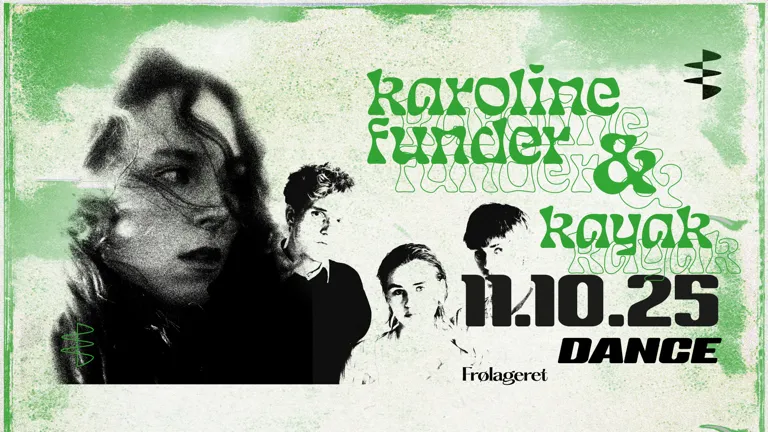 karoline
funder &
kayak
11.10.25
DANCE
Frølageret